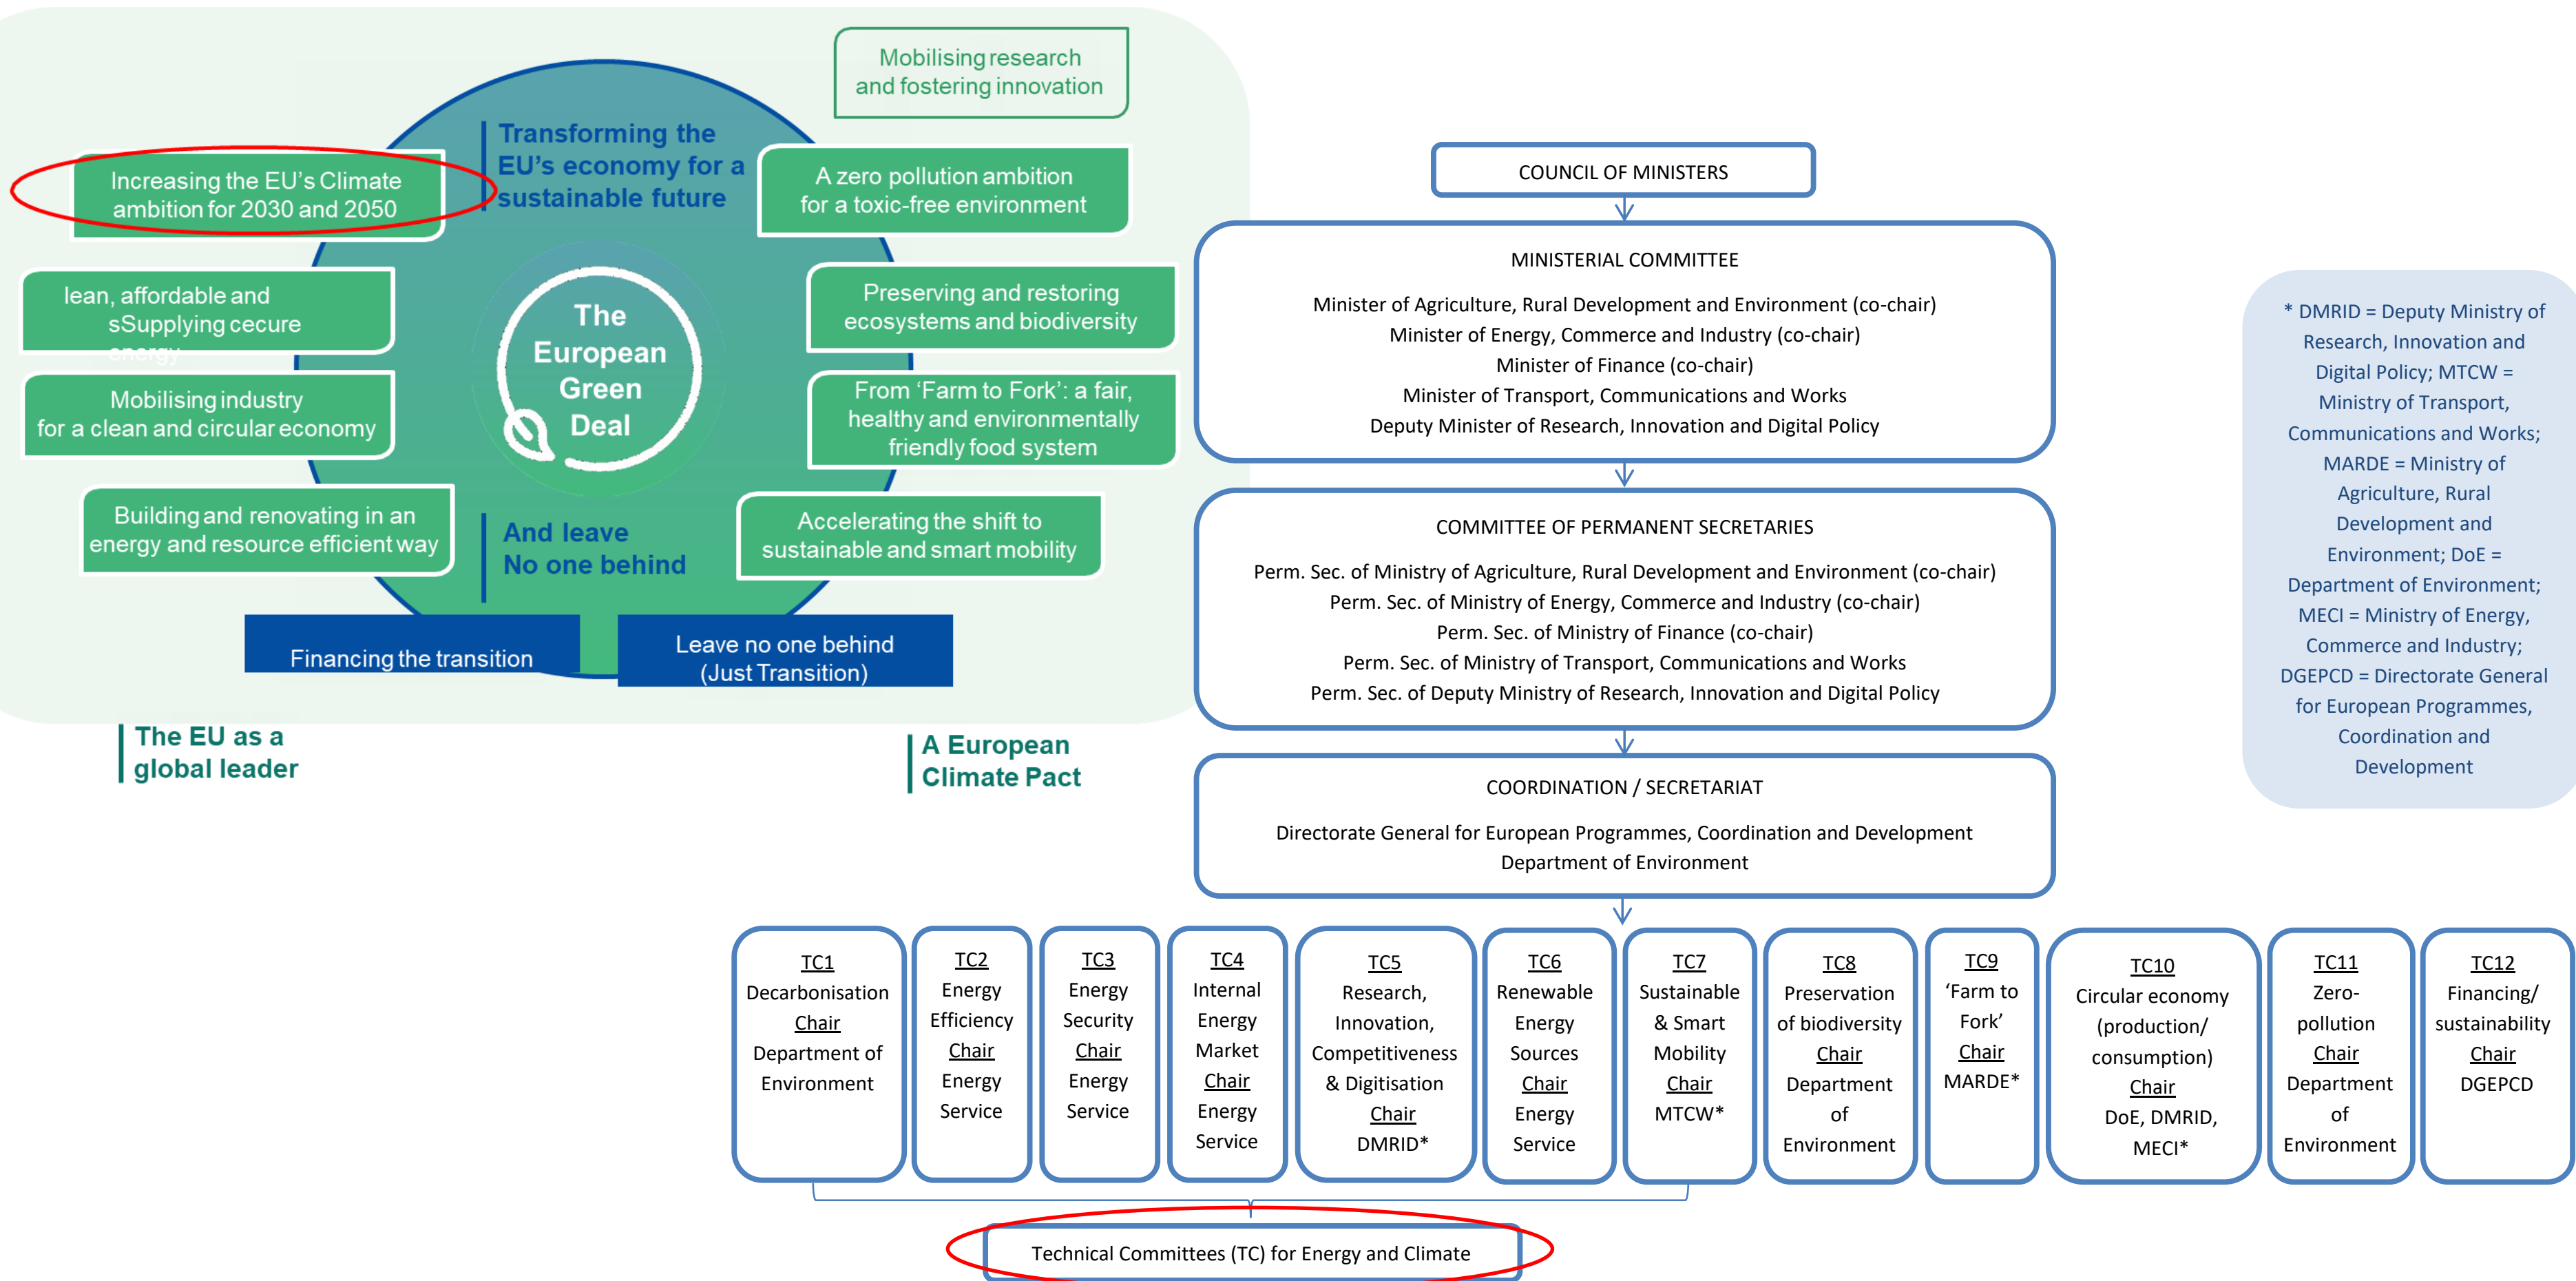 Mobilising research
and fostering innovation
Transforming the
EU’s economy for a
sustainable future
Increasing the EU’s Climate
ambition for 2030 and 2050
A zero pollution ambition
for a toxic-free environment
lean, affordable and
sSupplying cecure
energy
Preserving and restoring
ecosystems and biodiversity
The
European
Green
Deal
Mobilising industry
for a clean and circular economy
From ‘Farm to Fork’: a fair,
healthy and environmentally
friendly food system
Building and renovating in an
energy and resource efficient way
And leave
No one behind
Accelerating the shift to
sustainable and smart mobility
Financing the transition
Leave no one behind
(Just Transition)
The EU as a
global leader
A European
Climate Pact
COUNCIL OF MINISTERS
MINISTERIAL COMMITTEE
Minister of Agriculture, Rural Development and Environment (co-chair)
Minister of Energy, Commerce and Industry (co-chair)
Minister of Finance (co-chair)
Minister of Transport, Communications and Works
Deputy Minister of Research, Innovation and Digital Policy
COMMITTEE OF PERMANENT SECRETARIES
Perm. Sec. of Ministry of Agriculture, Rural Development and Environment (co-chair)
Perm. Sec. of Ministry of Energy, Commerce and Industry (co-chair)
Perm. Sec. of Ministry of Finance (co-chair)
Perm. Sec. of Ministry of Transport, Communications and Works
Perm. Sec. of Deputy Ministry of Research, Innovation and Digital Policy
COORDINATION / SECRETARIAT
Directorate General for European Programmes, Coordination and Development
Department of Environment
* DMRID = Deputy Ministry of
Research, Innovation and
Digital Policy; MTCW =
Ministry of Transport,
Communications and Works;
MARDE = Ministry of
Agriculture, Rural
Development and
Environment; DoE =
Department of Environment;
MECI = Ministry of Energy,
Commerce and Industry;
DGEPCD = Directorate General
for European Programmes,
Coordination and
Development
TC1
Decarbonisation
Chair
Department of
Environment
TC2
Energy
Efficiency
Chair
Energy
Service
TC3
Energy
Security
Chair
Energy
Service
TC4
Internal
Energy
Market
Chair
Energy
Service
TC5
Research,
Innovation,
Competitiveness
& Digitisation
Chair
DMRID*
TC6
Renewable
Energy
Sources
Chair
Energy
Service
TC7
Sustainable
& Smart
Mobility
Chair
MTCW*
TC8
Preservation
of biodiversity
Chair
Department
of
Environment
TC9
‘Farm to
Fork’
Chair
MARDE*
TC10
Circular economy
(production/
consumption)
Chair
DoE, DMRID,
MECI*
TC11
Zero-
pollution
Chair
Department
of
Environment
TC12
Financing/
sustainability
Chair
DGEPCD
Technical Committees (TC) for Energy and Climate